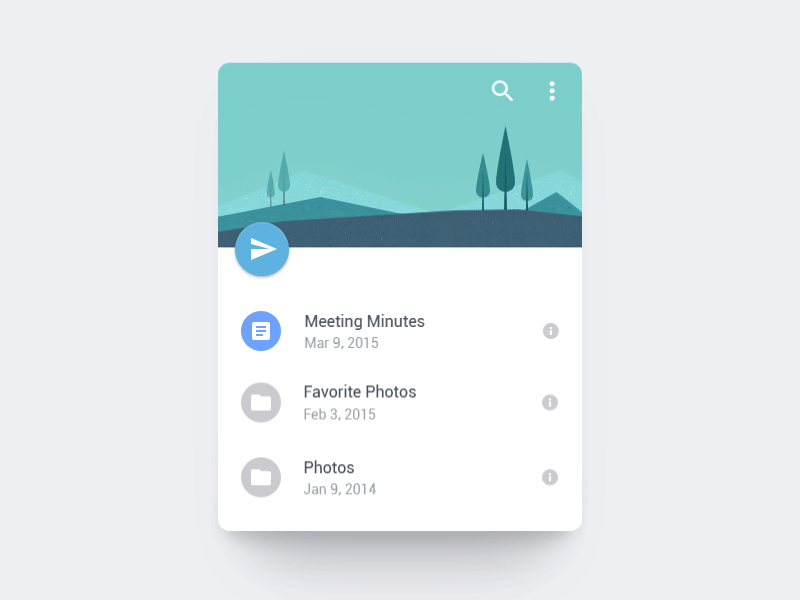 Meeting Minutes
Mar 9, 2015
Favorite Photos
Feb 3, 2015
Photos
Jan 9, 2014